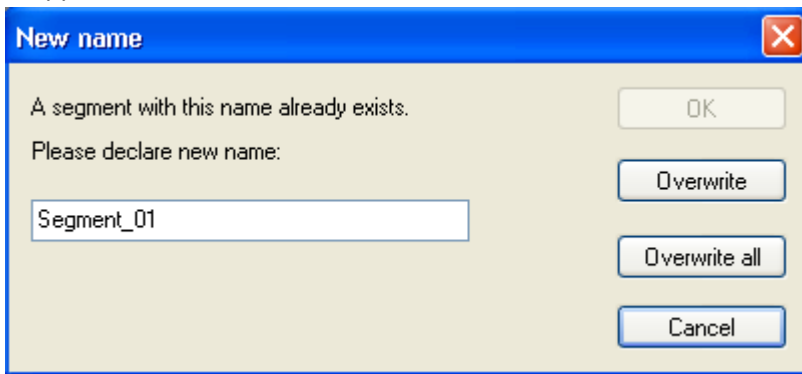 New name
A segment with this name already exists.
OK
Please declare new name:
Overwrite
Segment_01
Overwrite all
Cancel